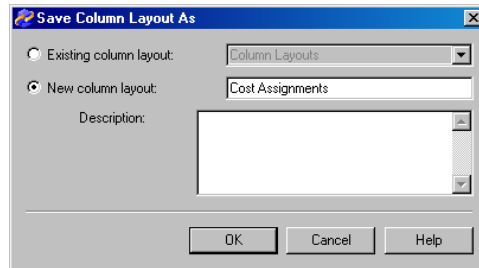 Save Column Layout As
Existing column layout: Column Layouts
New column layout: Cost Assignments
Description:
OK Cancel Help